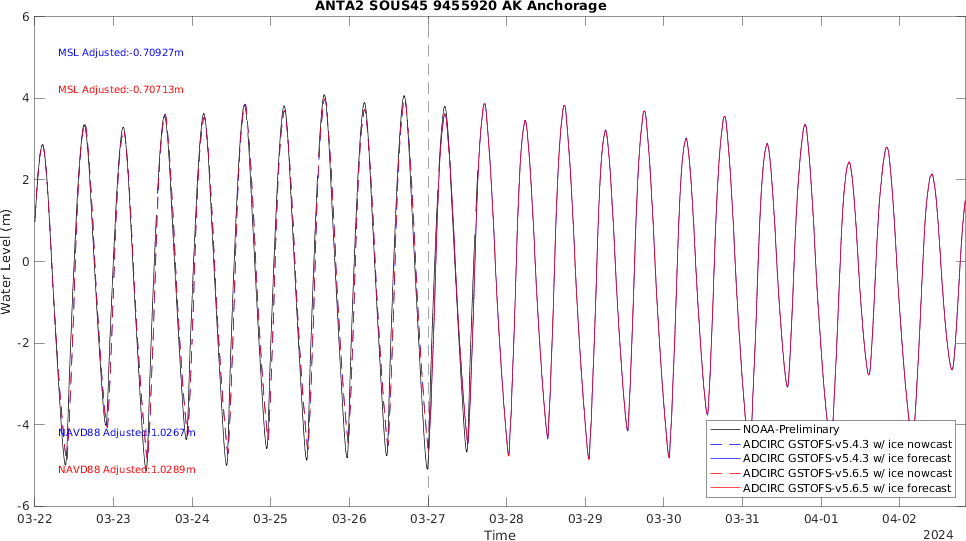 ANTA2 SOUS45 9455920 AK Anchorage
MSL Adjusted:-0.70927m
MSL Adjusted:-0.70713m
NAVD88 Adjusted:1.0267m
NAVD88 Adjusted:1.0289m
Water Level (m)
6
4
2
0
-2
-4
-6
NOAA-Preliminary
ADCIRC GSTOFS-v5.4.3 w/ ice nowcast
ADCIRC GSTOFS-v5.4.3 w/ ice forecast
ADCIRC GSTOFS-v5.6.5 w/ ice nowcast
ADCIRC GSTOFS-v5.6.5 w/ ice forecast
03-22 03-23 03-24 03-25 03-26 03-27 03-28 03-29 03-30 03-31 04-01 04-02
Time
2024